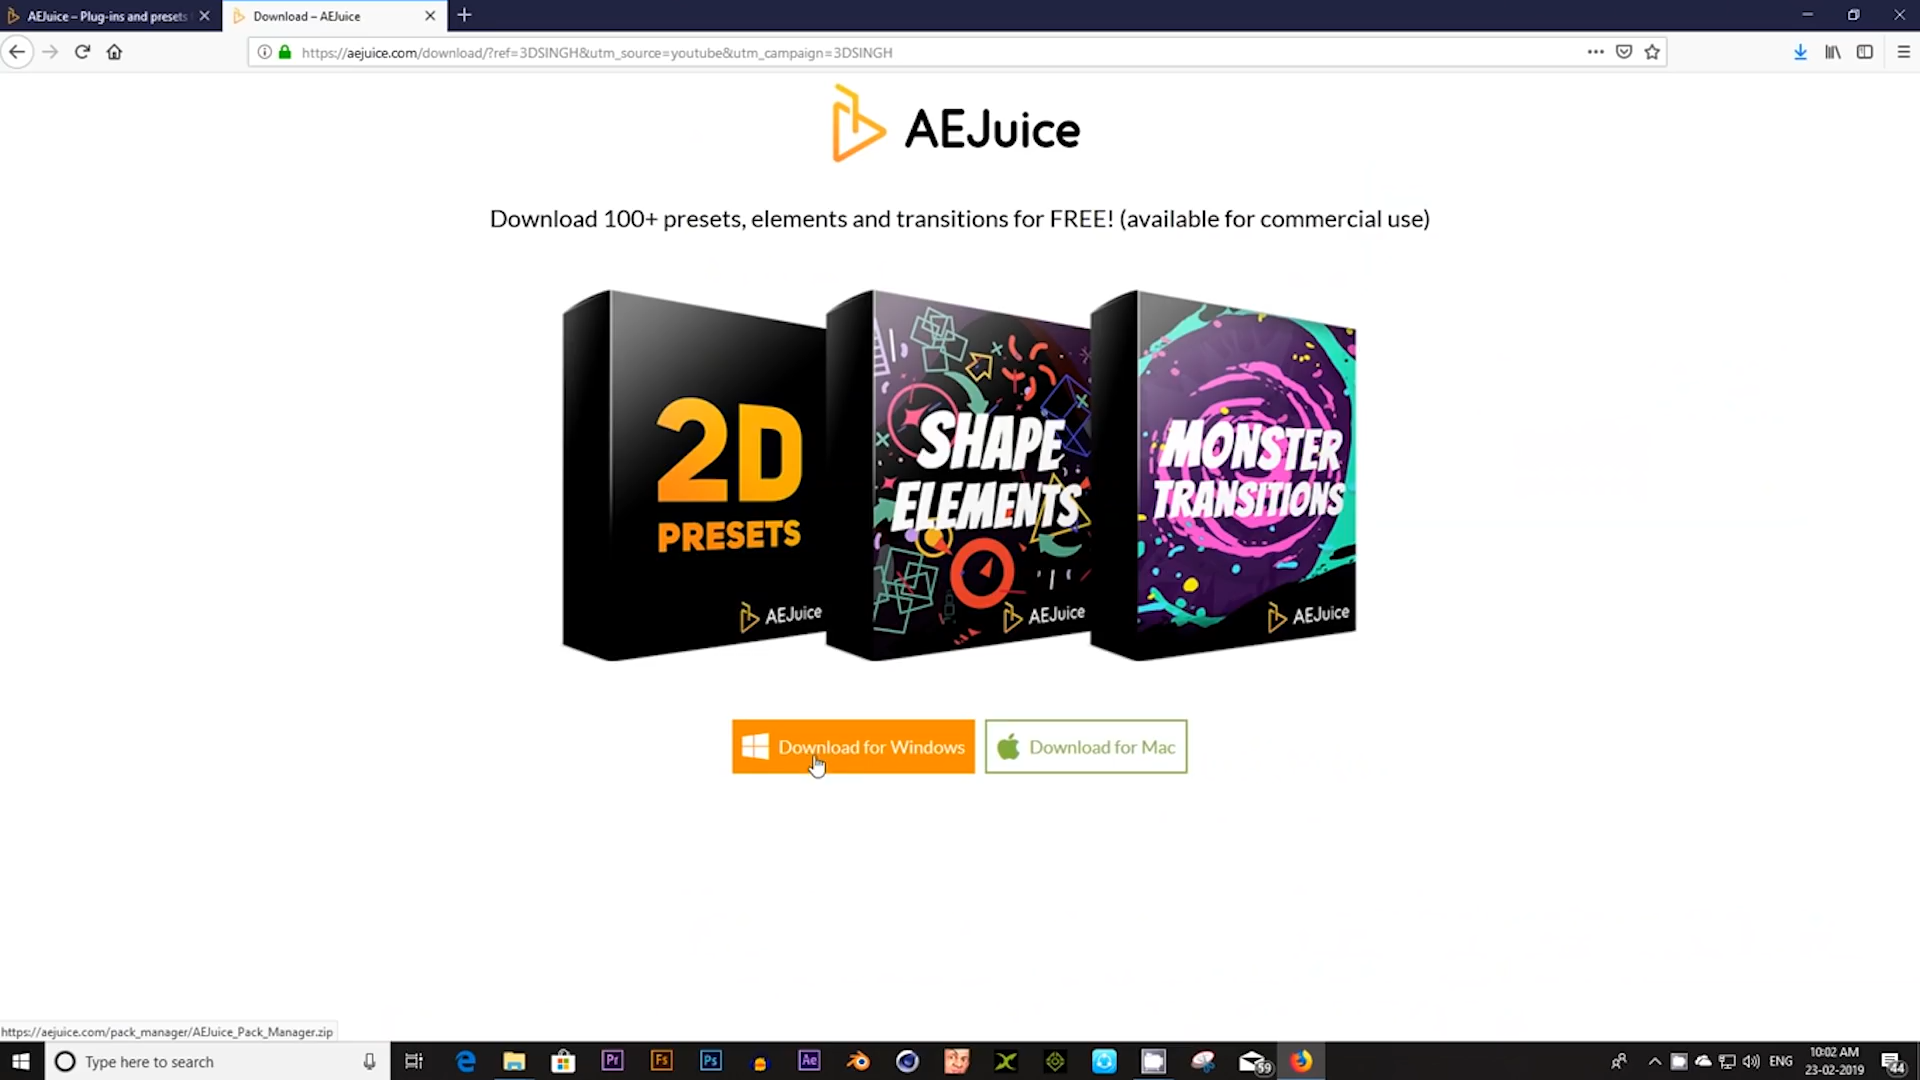 AEJuice – Plug-ins and presets
Download – AEJuice
https://aejuice.com/download/?ref=3DSINGH&utm_source=youtube&utm_campaign=3DSINGH
AEJuice
Download 100+ presets, elements and transitions for FREE! (available for commercial use)
2D
PRESETS
AEJuice
SHAPE
ELEMENTS
AEJuice
MONSTER
TRANSITIONS
AEJuice
Download for Windows
Download for Mac
https://aejuice.com/pack_manager/AEJuice_Pack_Manager.zip
Type here to search
Pr
Fs
Ps
Ae
59
ENG
10:02 AM
23-02-2019
44